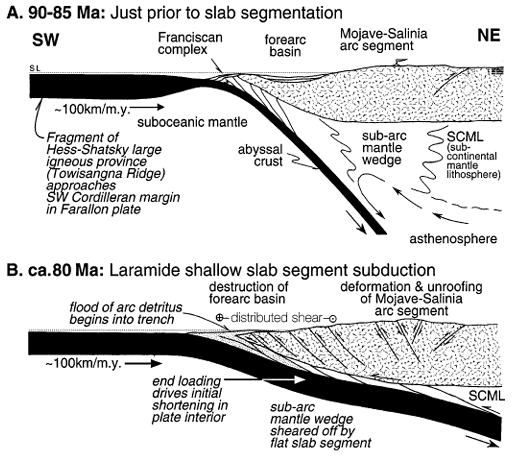 A. 90-85 Ma: Just prior to slab segmentation
SW
Franciscan
complex
forearc
basin
Mojave-Salinia
arc segment
NE
SL
~100km/m.y.
suboceanic mantle
Fragment of
Hess-Shatsky large
igneous province
(Towisangna Ridge)
approaches
SW Cordilleran margin
in Farallon plate
abyssal
crust
sub-arc
mantle
wedge
SCML
(sub-
continental
mantle
lithosphere)
asthenosphere
B. ca.80 Ma: Laramide shallow slab segment subduction
flood of arc detritus
begins into trench
destruction of
forearc basin
distributed shear
deformation & unroofing
of Mojave-Salinia
arc segment
~100km/m.y.
end loading
drives initial
shortening in
plate interior
sub-arc
mantle wedge
sheared off by
flat slab segment
SCML